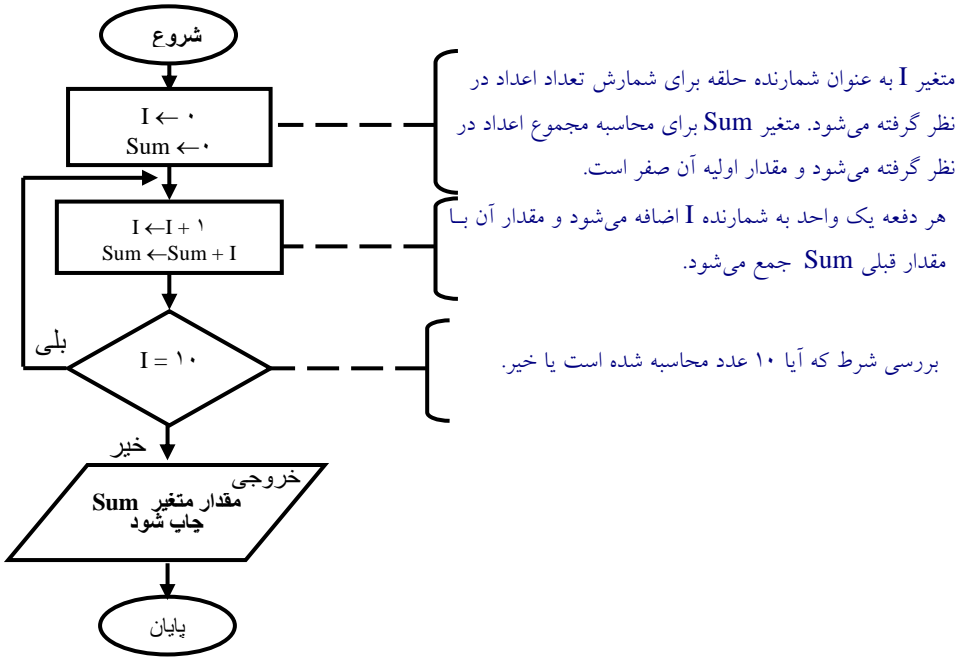 شروع
I ← ۰
Sum ←۰
متغیر I به عنوان شمارنده حلقه برای شمارش تعداد اعداد در
نظر گرفته می‌شود. متغیر Sum برای محاسبه مجموع اعداد در
نظر گرفته می‌شود و مقدار اولیه آن صفر است.
I ←I + ۱
Sum ←Sum + I
هر دفعه یک واحد به شمارنده I اضافه می‌شود و مقدار آن بـا
مقدار قبلی Sum جمع می‌شود.
بلی
I = ۱۰
بررسی شرط که آیا ۱۰ عدد محاسبه شده است یا خیر.
خیر
خروجی
مقدار متغیر Sum
چاپ شود
پایان